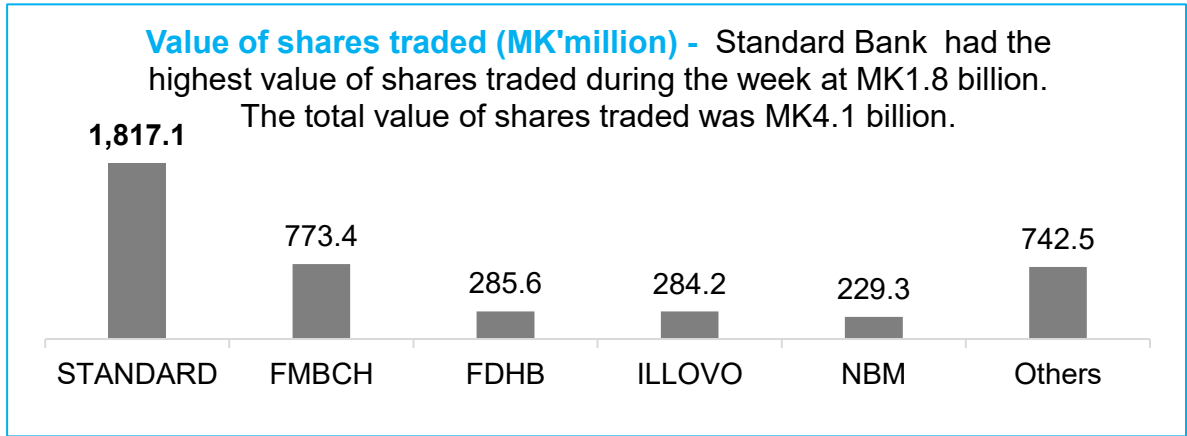 Value of shares traded (MK'million) - Standard Bank had the
highest value of shares traded during the week at MK1.8 billion.
The total value of shares traded was MK4.1 billion.
1,817.1
773.4
285.6
284.2
229.3
742.5
STANDARD FMBCH FDHB ILLOVO NBM Others